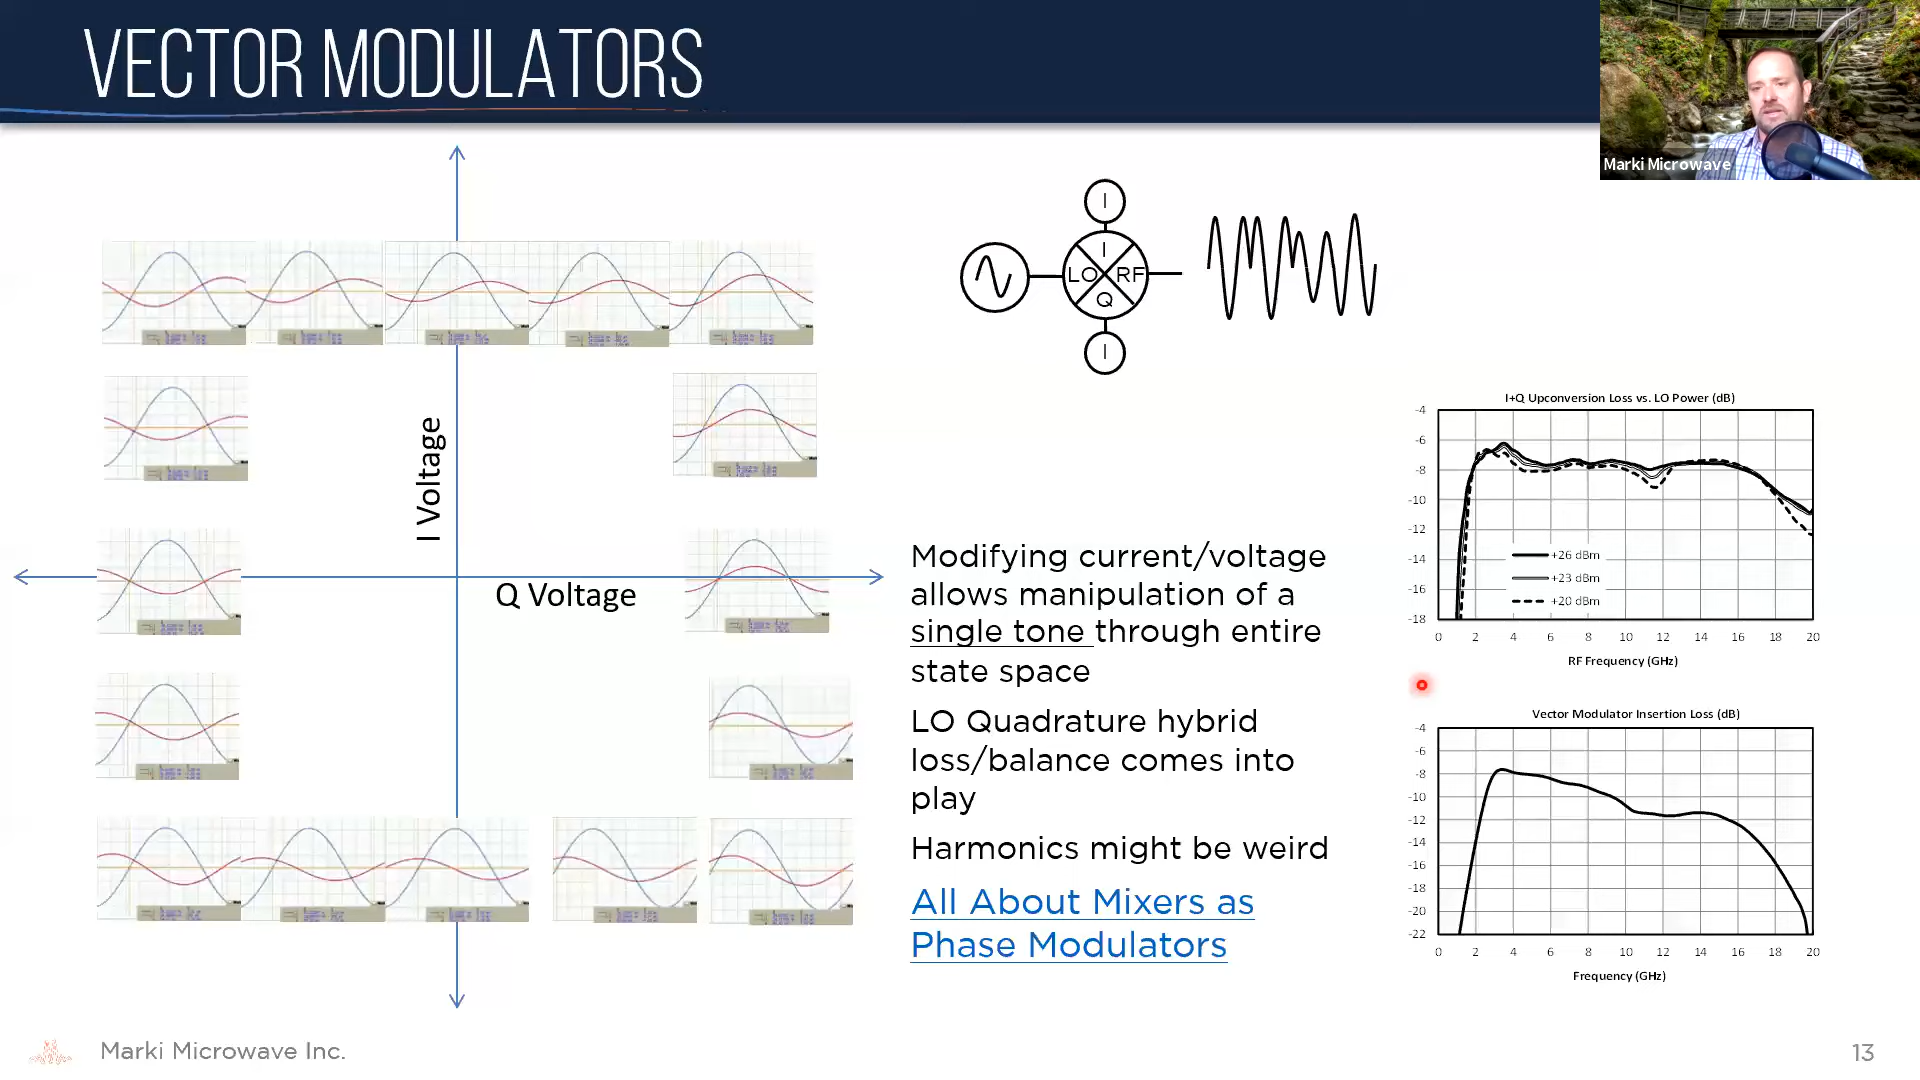 VECTOR MODULATORS
Marki Microwave
I
I
LO
RF
Q
I
I Voltage
Q Voltage
Modifying current/voltage
allows manipulation of a
single tone through entire
state space
LO Quadrature hybrid
loss/balance comes into
play
Harmonics might be weird
All About Mixers as
Phase Modulators
I+Q Upconversion Loss vs. LO Power (dB)
-4
-6
-8
-10
-12
-14
-16
-18
+26 dBm
+23 dBm
+20 dBm
0 2 4 6 8 10 12 14 16 18 20
RF Frequency (GHz)
Vector Modulator Insertion Loss (dB)
-4
-6
-8
-10
-12
-14
-16
-18
-20
-22
0 2 4 6 8 10 12 14 16 18 20
Frequency (GHz)
Marki Microwave Inc.
13